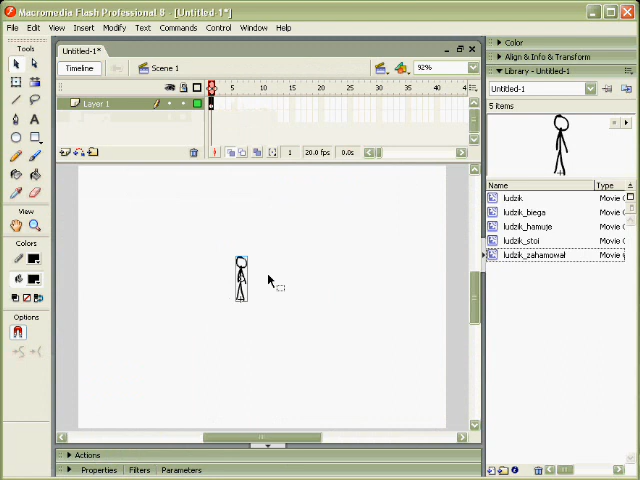 Macromedia Flash Professional 8 - [Untitled-1*]
File Edit View Insert Modify Text Commands Control Window Help
Tools
Untitled-1*
Timeline
Scene 1
92%
5 10 15 20 25 30 35 40 4
Layer 1
1 20.0 fps 0.0s
A
View
Colors
Options
Actions
Properties Filters Parameters
Color
Align & Info & Transform
Library - Untitled-1
Untitled-1*
5 items
Name Type
ludzik Movie C
ludzik_biega Movie C
ludzik_hamuje Movie C
ludzik_stoi Movie C
ludzik_zahamował Movie